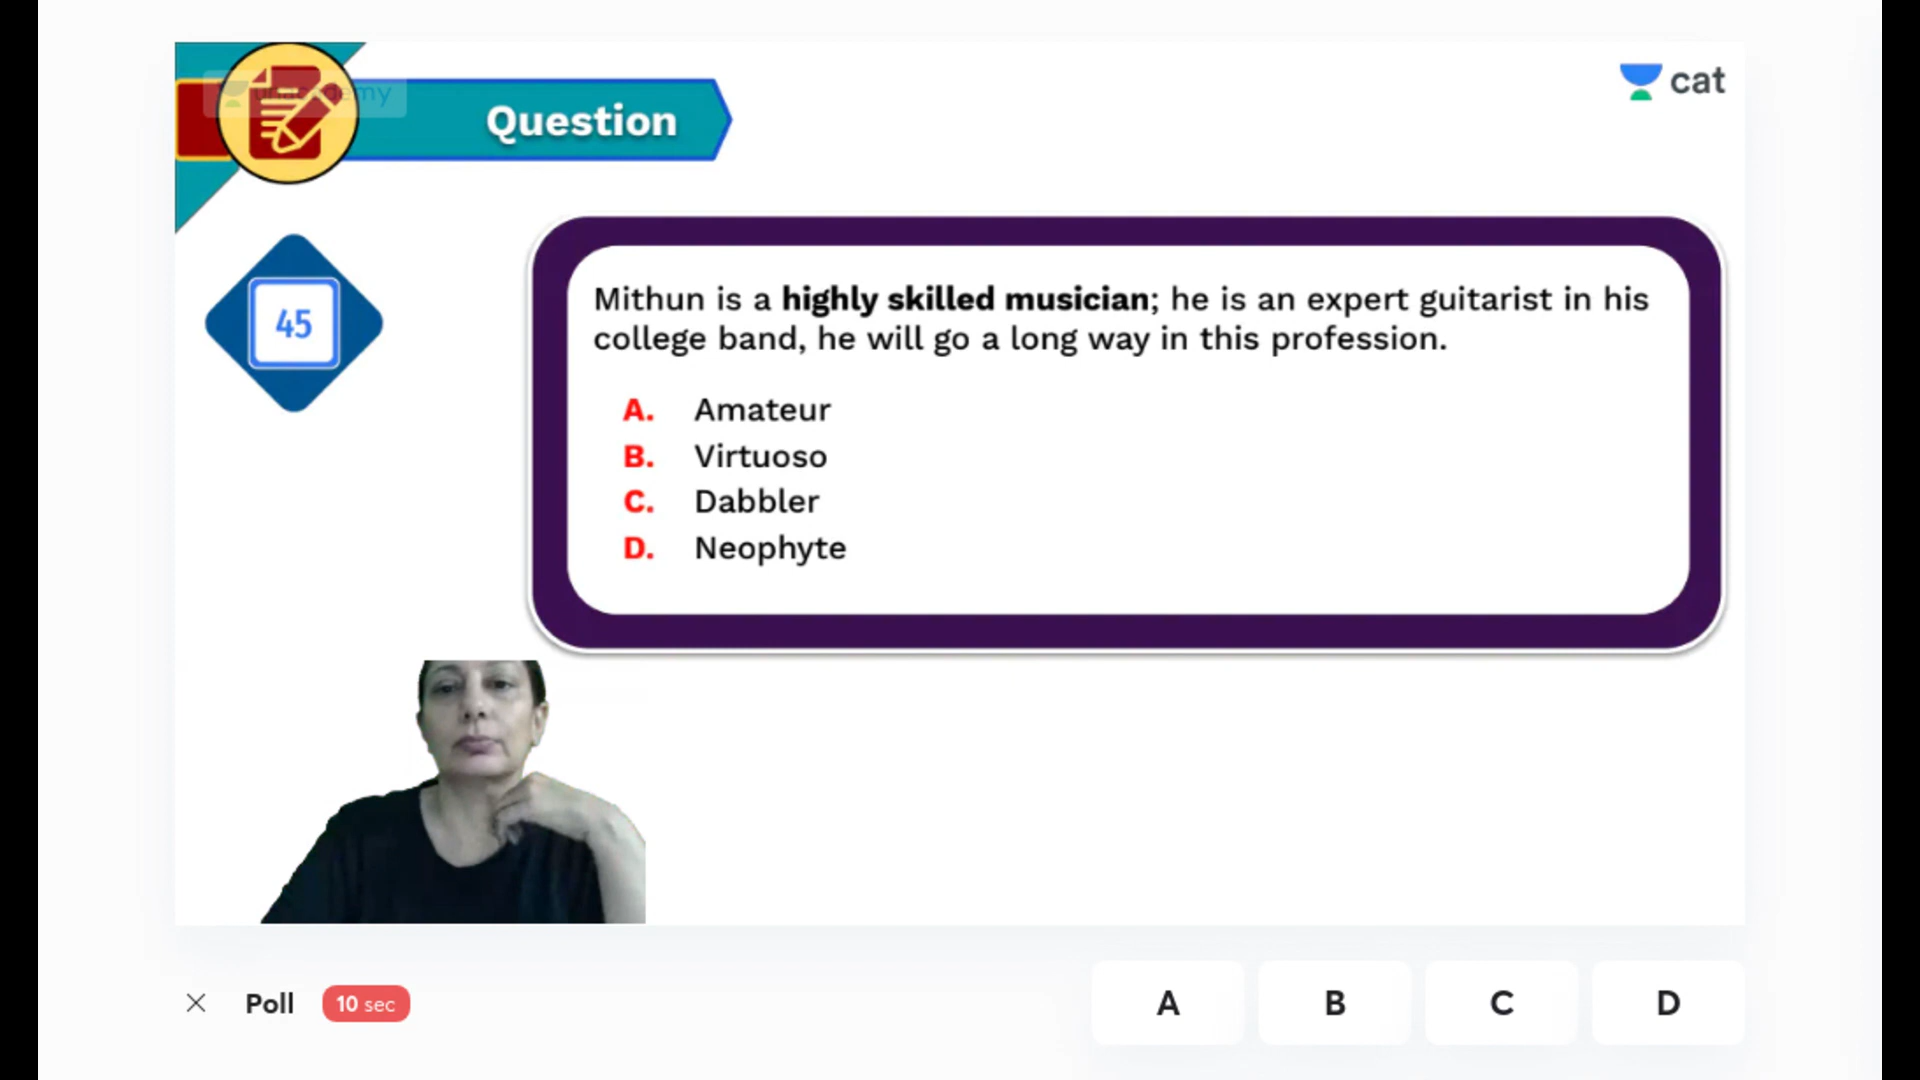 unacademy
Question
cat
45
Mithun is a highly skilled musician; he is an expert guitarist in his
college band, he will go a long way in this profession.
A. Amateur
B. Virtuoso
C. Dabbler
D. Neophyte
Poll 10 sec
A B C D